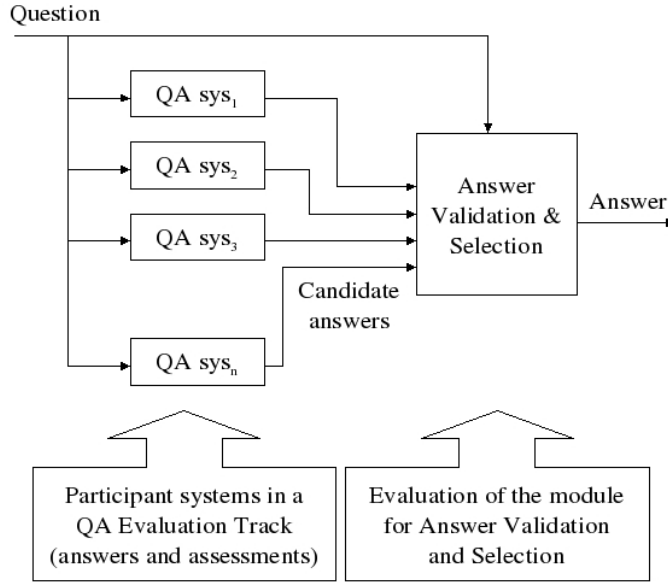 Question
QA sys1
QA sys2
QA sys3
QA sysn
Candidate
answers
Answer
Validation &
Selection
Answer
Participant systems in a
QA Evaluation Track
(answers and assessments)
Evaluation of the module
for Answer Validation
and Selection